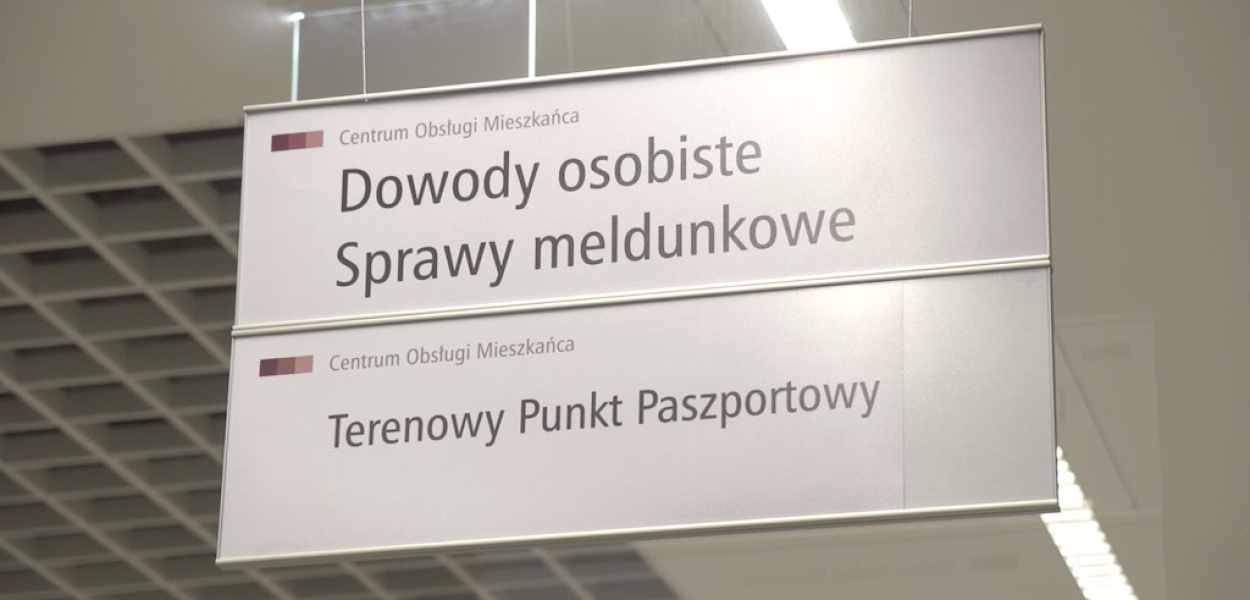 Centrum Obsługi Mieszkańca
Dowody osobiste
Sprawy meldunkowe
Centrum Obsługi Mieszkańca
Terenowy Punkt Paszportowy